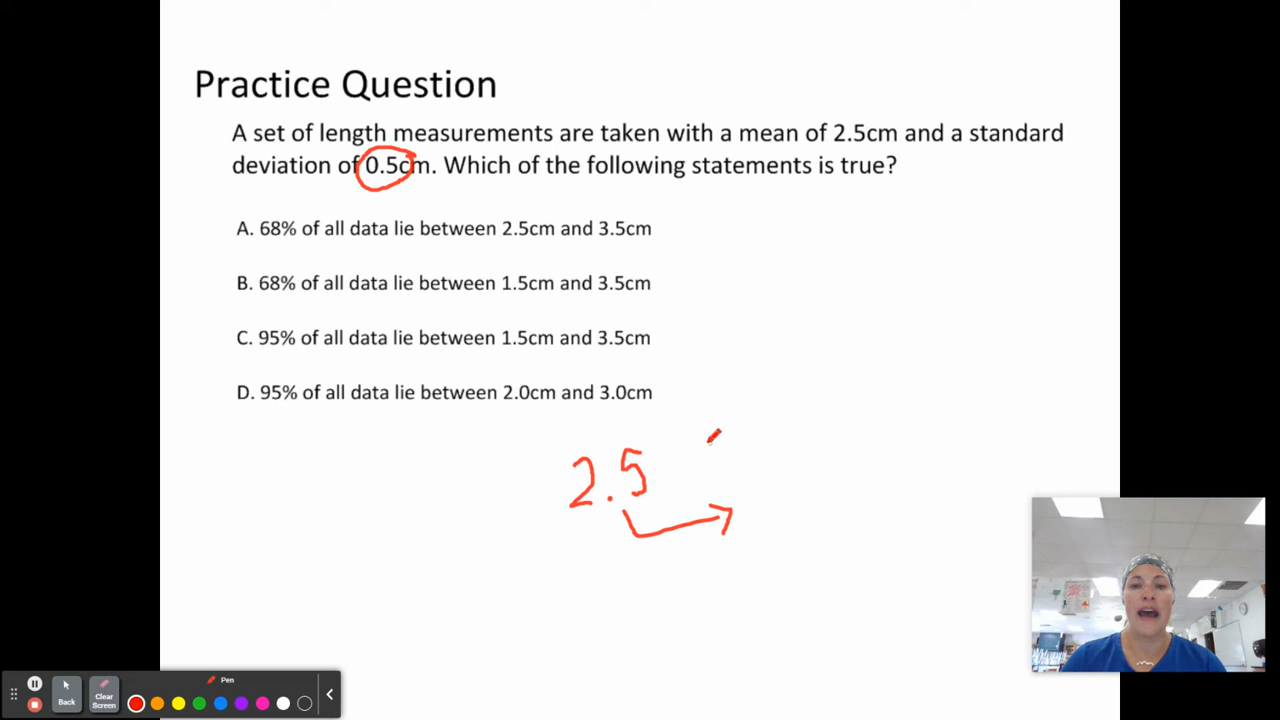 Practice Question
A set of length measurements are taken with a mean of 2.5cm and a standard
deviation of 0.5cm. Which of the following statements is true?
A. 68% of all data lie between 2.5cm and 3.5cm
B. 68% of all data lie between 1.5cm and 3.5cm
C. 95% of all data lie between 1.5cm and 3.5cm
D. 95% of all data lie between 2.0cm and 3.0cm
2.5
Pen
Back
Clear
Screen